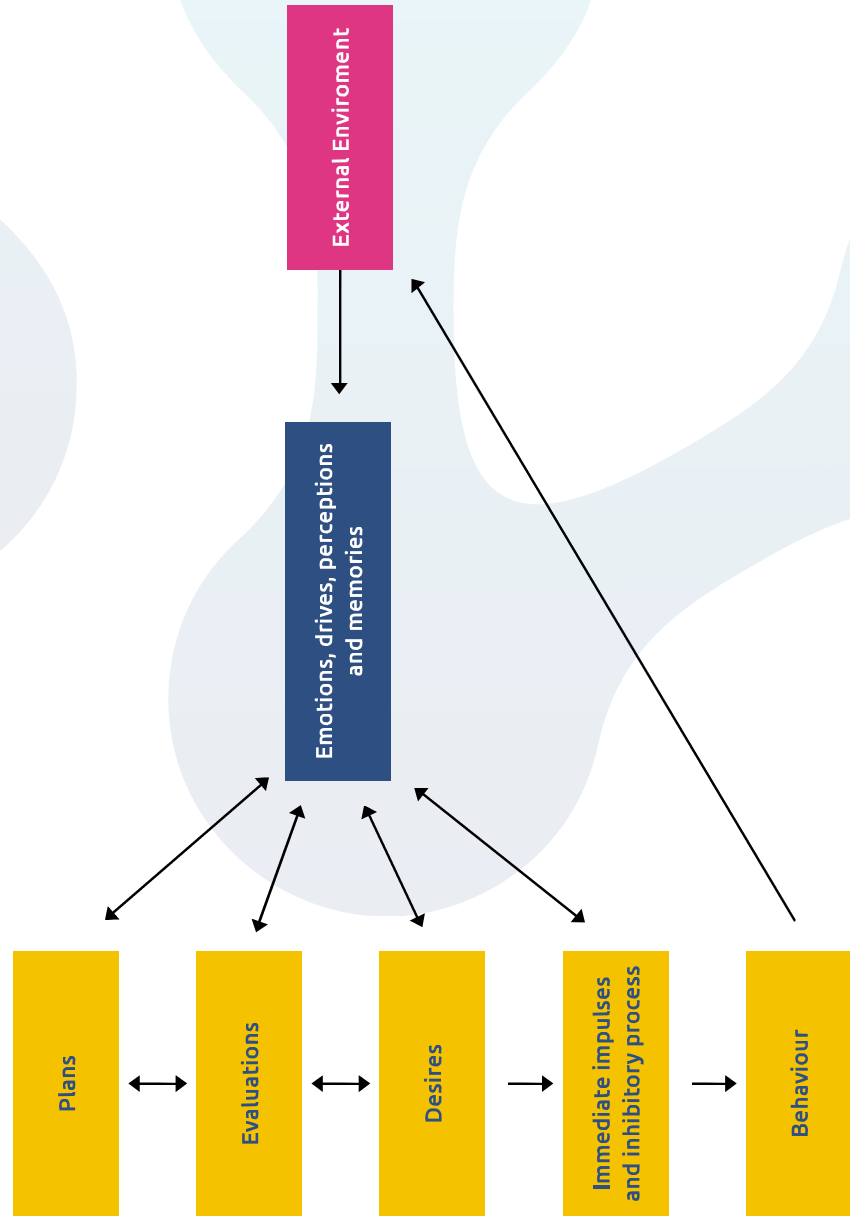 External Enviroment
Emotions, drives, perceptions
and memories
Plans
Evaluations
Desires
Immediate impulses
and inhibitory process
Behaviour